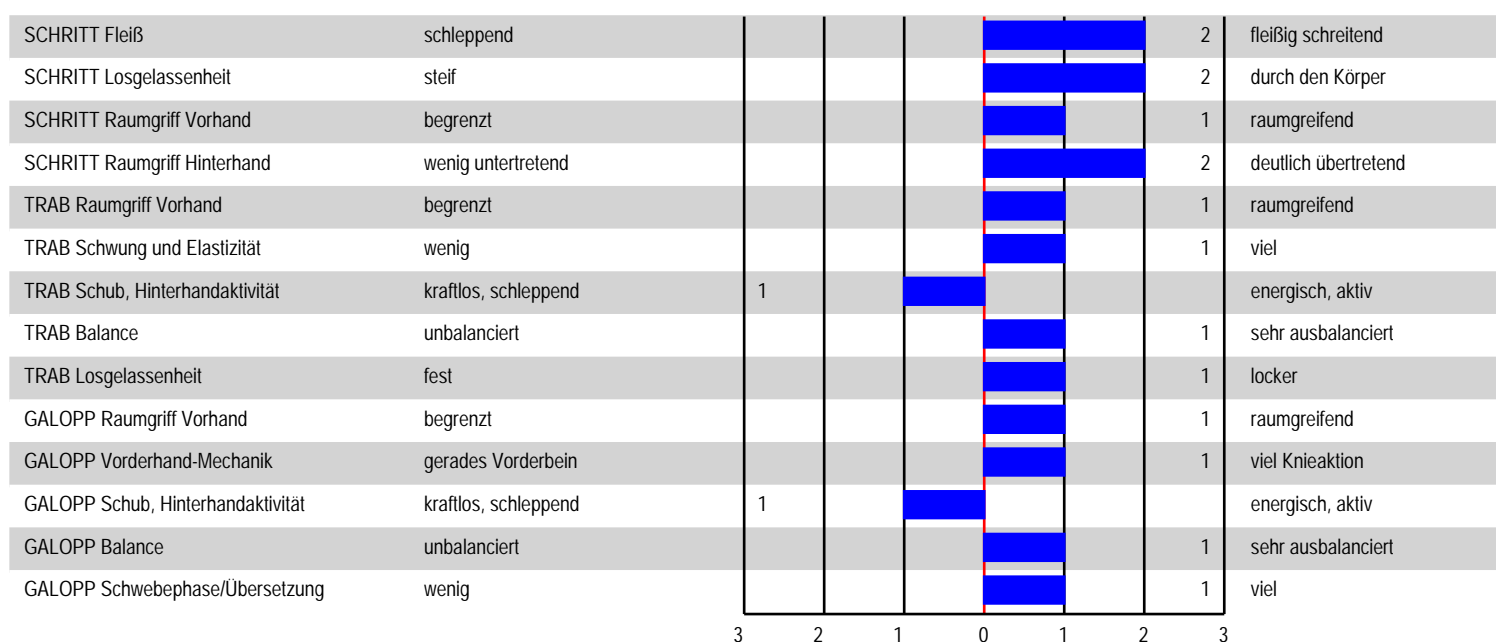 SCHRITT Fleiß schleppend 2 fleißig schreitend
SCHRITT Losgelassenheit steif 2 durch den Körper
SCHRITT Raumgriff Vorhand begrenzt 1 raumgreifend
SCHRITT Raumgriff Hinterhand wenig untertretend 2 deutlich übertretend
TRAB Raumgriff Vorhand begrenzt 1 raumgreifend
TRAB Schwung und Elastizität wenig 1 viel
TRAB Schub, Hinterhandaktivität kraftlos, schleppend 1 energisch, aktiv
TRAB Balance unbalanciert 1 sehr ausbalanciert
TRAB Losgelassenheit fest 1 locker
GALOPP Raumgriff Vorhand begrenzt 1 raumgreifend
GALOPP Vorderhand-Mechanik gerades Vorderbein 1 viel Knieaktion
GALOPP Schub, Hinterhandaktivität kraftlos, schleppend 1 energisch, aktiv
GALOPP Balance unbalanciert 1 sehr ausbalanciert
GALOPP Schwebephase/Übersetzung wenig 1 viel
3 2 1 0 1 2 3